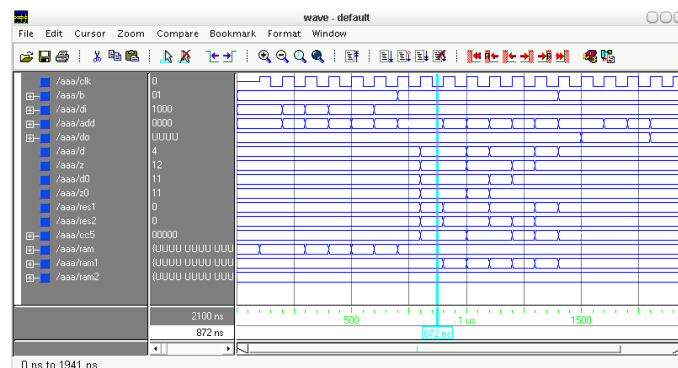 wave - default
File Edit Cursor Zoom Compare Bookmark Format Window
/aaa/clk 0
/aaa/b 01
/aaa/di 1000
/aaa/add 0000
/aaa/do UUUU
/aaa/d 4
/aaa/z 12
/aaa/d0 11
/aaa/z0 11
/aaa/res1 0
/aaa/res2 0
/aaa/cc5 00000
/aaa/ram {UUUU UUUU UUU
/aaa/ram1 {UUUU UUUU UUU
/aaa/ram2 {UUUU UUUU UUU
2100 ns 500 1 us 1500
872 ns 872 ns
0 ns to 1941 ns